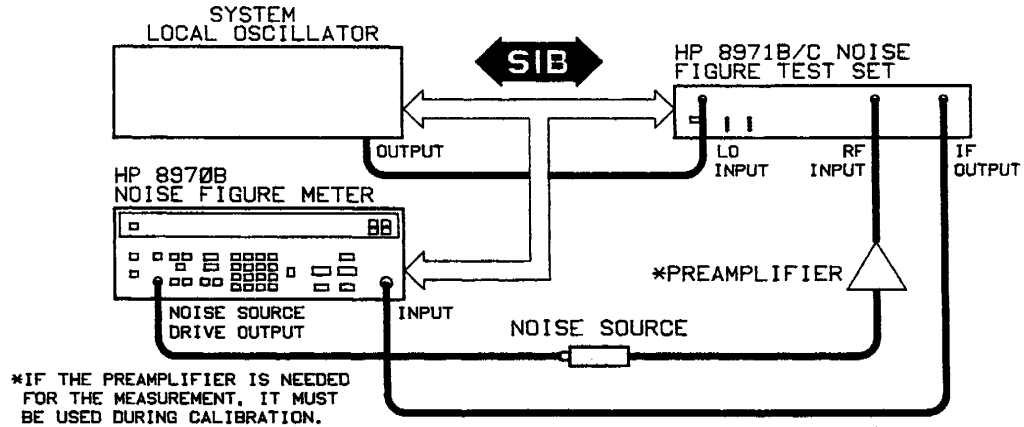 SYSTEM
LOCAL OSCILLATOR
SIB
HP 8971B/C NOISE
FIGURE TEST SET
OUTPUT
LO
INPUT
RF
INPUT
IF
OUTPUT
HP 8970B
NOISE FIGURE METER
*PREAMPLIFIER
NOISE SOURCE
DRIVE OUTPUT
INPUT
NOISE SOURCE
*IF THE PREAMPLIFIER IS NEEDED
FOR THE MEASUREMENT, IT MUST
BE USED DURING CALIBRATION.